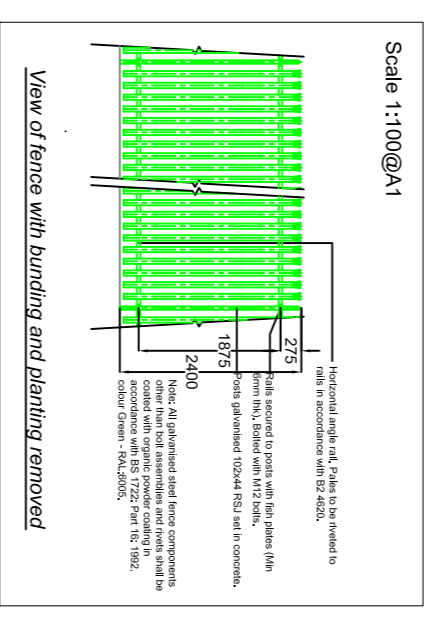 Scale 1:100@A1
Horizontal angle rail, Pales to be riveted to
rails in accordance with B2 4620.
275
Rails secured to posts with fish plates (Min
6mm thk). Bolted with M12 bolts.
1875
Posts galvanised 102x44 RSJ set in concrete.
2400
Note: All galvanised steel fence components
other than bolt assemblies and rivets shall be
coated with organic powder coating in
accordance with BS 1722: Part 16: 1992,
colour Green - RAL;6005.
View of fence with bunding and planting removed